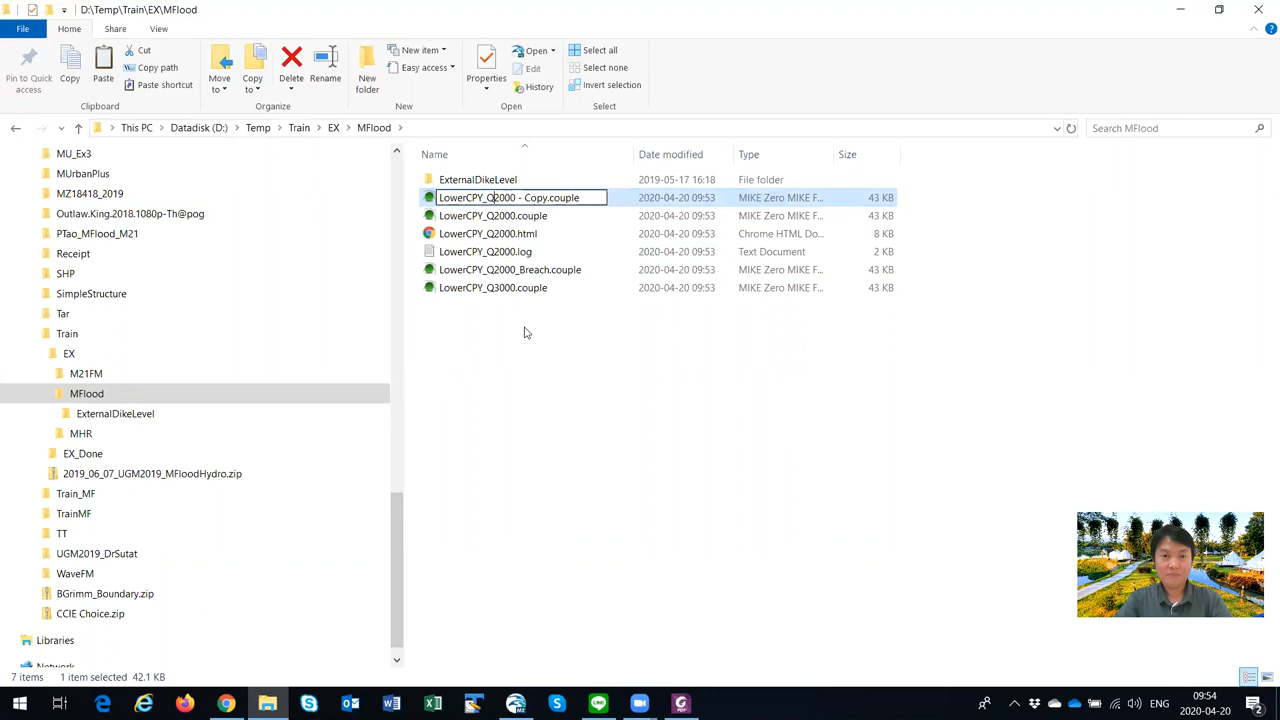 D:\Temp\Train\EX\MFlood
File
Home
Share
View
Pin to Quick access
Copy
Paste
Cut
Copy path
Paste shortcut
Clipboard
Move to
Copy to
Delete
Rename
Organize
New folder
New item
Easy access
New
Properties
Open
Edit
History
Open
Select all
Select none
Invert selection
Select
This PC
Datadisk (D:)
Temp
Train
EX
MFlood
Search MFlood
MU_Ex3
MUrbanPlus
MZ18418_2019
Outlaw.King.2018.1080p-Th@pog
PTao_MFlood_M21
Receipt
SHP
SimpleStructure
Tar
Train
EX
M21FM
MFlood
ExternalDikeLevel
MHR
EX_Done
2019_06_07_UGM2019_MFloodHydro.zip
Train_MF
TrainMF
TT
UGM2019_DrSutat
WaveFM
BGrimm_Boundary.zip
CCIE Choice.zip
Libraries
Network
Name Date modified Type Size
ExternalDikeLevel 2019-05-17 16:18 File folder
LowerCPY_Q2000 - Copy.couple 2020-04-20 09:53 MIKE Zero MIKE F... 43 KB
LowerCPY_Q2000.couple 2020-04-20 09:53 MIKE Zero MIKE F... 43 KB
LowerCPY_Q2000.html 2020-04-20 09:53 Chrome HTML Do... 8 KB
LowerCPY_Q2000.log 2020-04-20 09:53 Text Document 2 KB
LowerCPY_Q2000_Breach.couple 2020-04-20 09:53 MIKE Zero MIKE F... 43 KB
LowerCPY_Q3000.couple 2020-04-20 09:53 MIKE Zero MIKE F... 43 KB
7 items 1 item selected 42.1 KB
ENG
09:54
2020-04-20